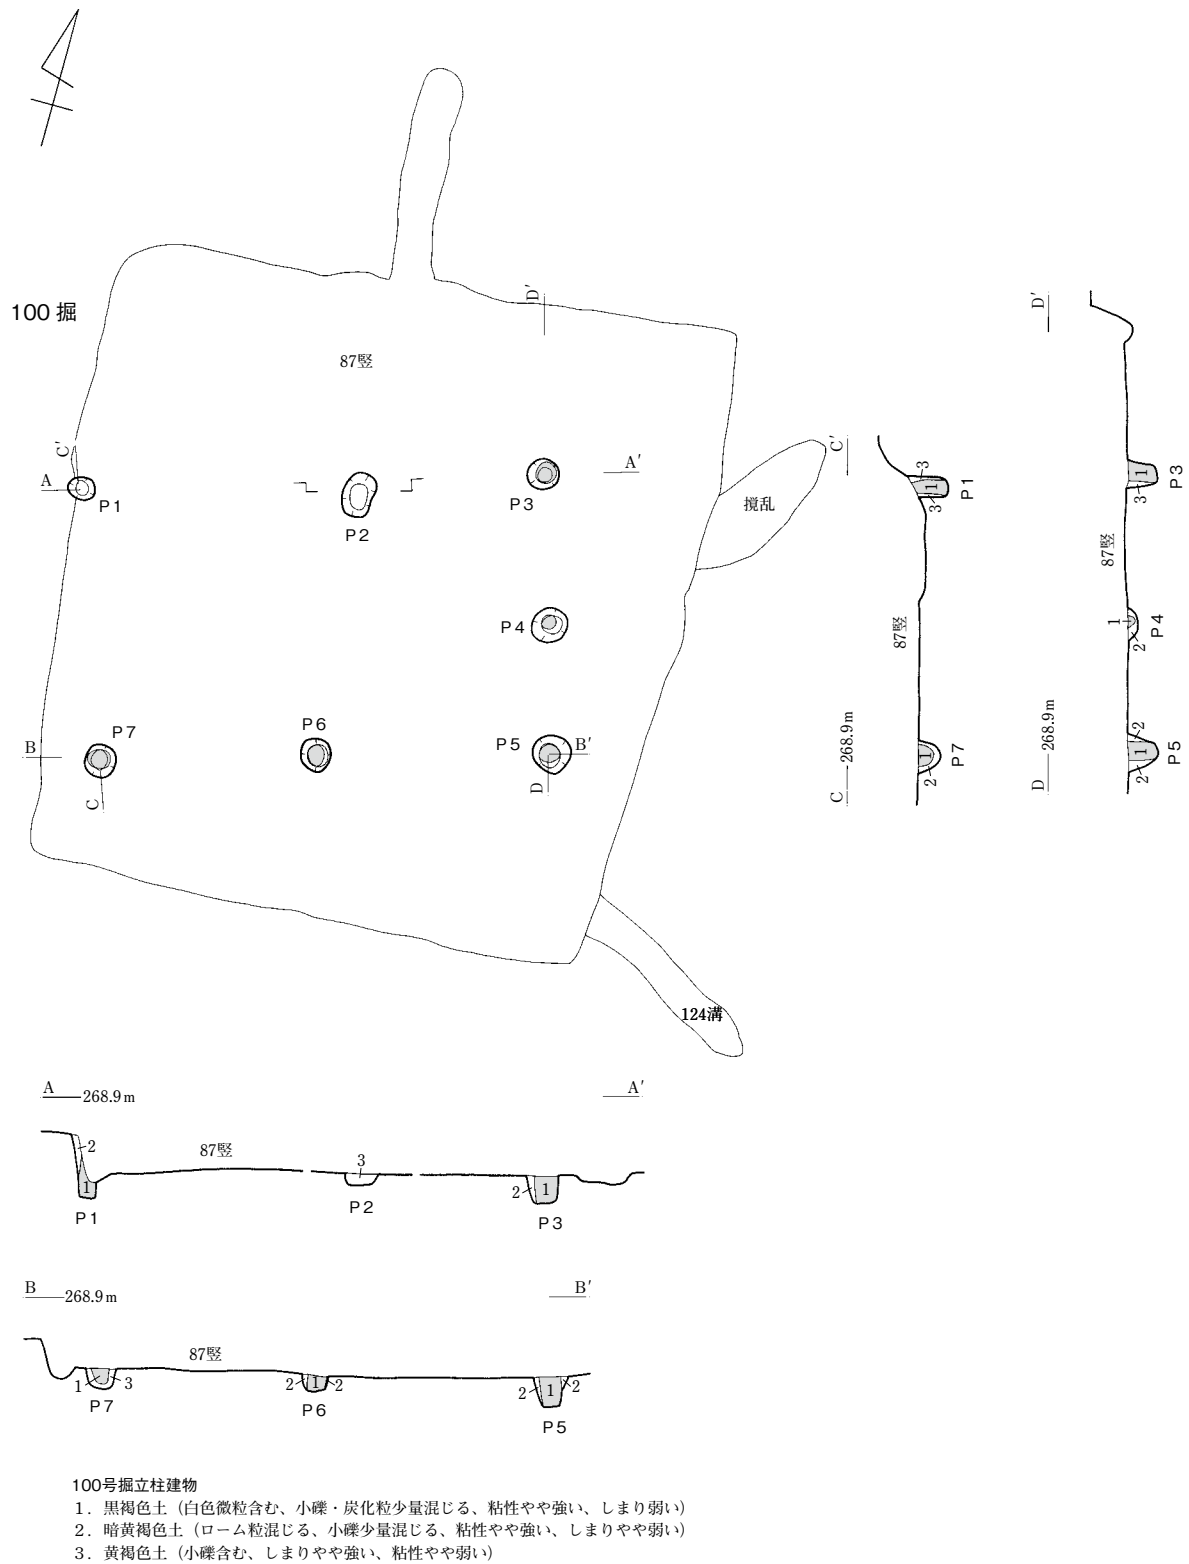 100 掘
87竪
D′
C′
A
P1
P2
P3
A′
撹乱
P4
P7
P6
P5
B
B′
C
D
124溝
C′
3
1
3
P1
87竪
268.9m
1
2
P7
C
D′
1
3
P3
87竪
1
2
P4
268.9m
2
1
2
P5
D
A
268.9m
A′
2
87竪
3
1
2
1
P1
P2
P3
B
268.9m
B′
87竪
1
3
2
1
2
2
1
2
P7
P6
P5
100号掘立柱建物
1．黒褐色土（白色微粒含む、小礫・炭化粒少量混じる、粘性やや強い、しまり弱い）
2．暗黄褐色土（ローム粒混じる、小礫少量混じる、粘性やや強い、しまりやや弱い）
3．黄褐色土（小礫含む、しまりやや強い、粘性やや弱い）